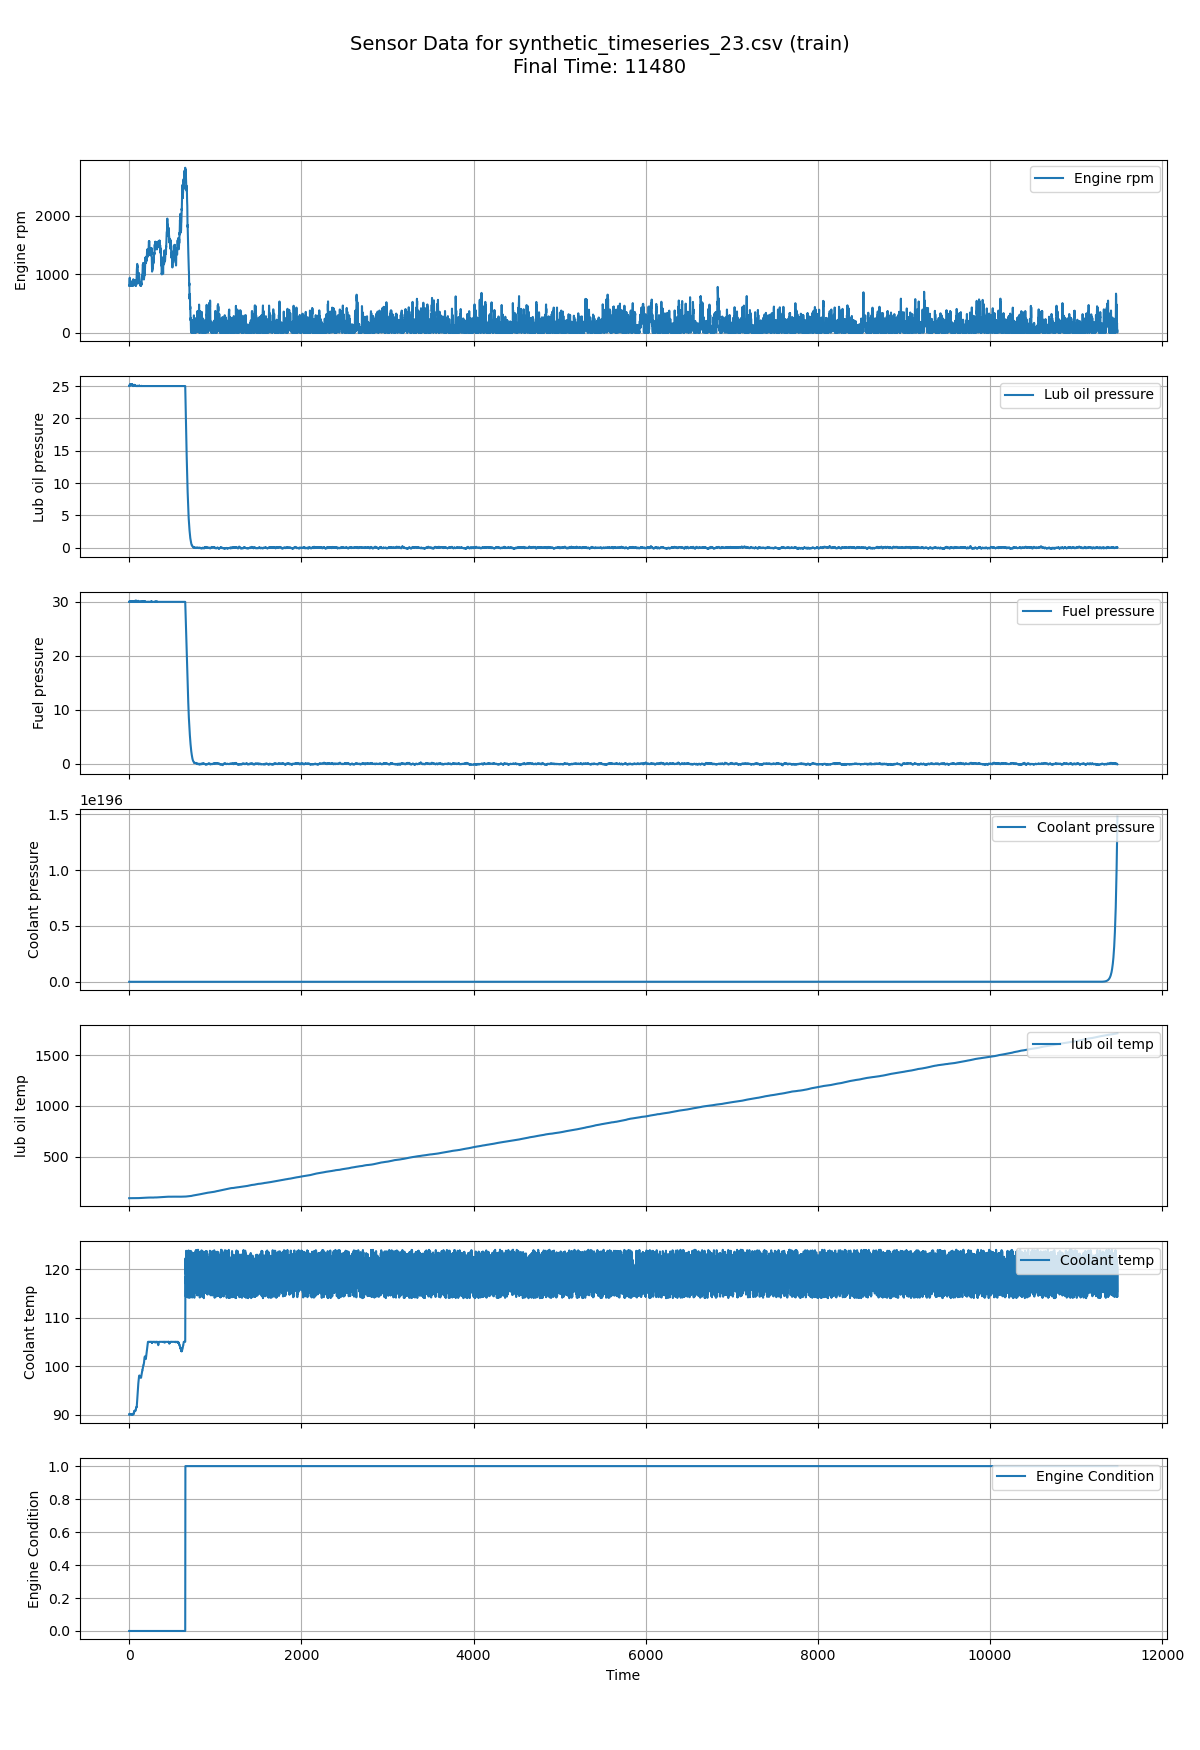 Sensor Data for synthetic_timeseries_23.csv (train)
Final Time: 11480
Engine rpm
2000
1000
0
Engine rpm
Lub oil pressure
25
20
15
10
5
0
Lub oil pressure
Fuel pressure
30
20
10
0
Fuel pressure
1e196
Coolant pressure
1.5
1.0
0.5
0.0
Coolant pressure
lub oil temp
1500
1000
500
lub oil temp
Coolant temp
120
110
100
90
Coolant temp
Engine Condition
1.0
0.8
0.6
0.4
0.2
0.0
Engine Condition
0 2000 4000 6000 8000 10000 12000
Time